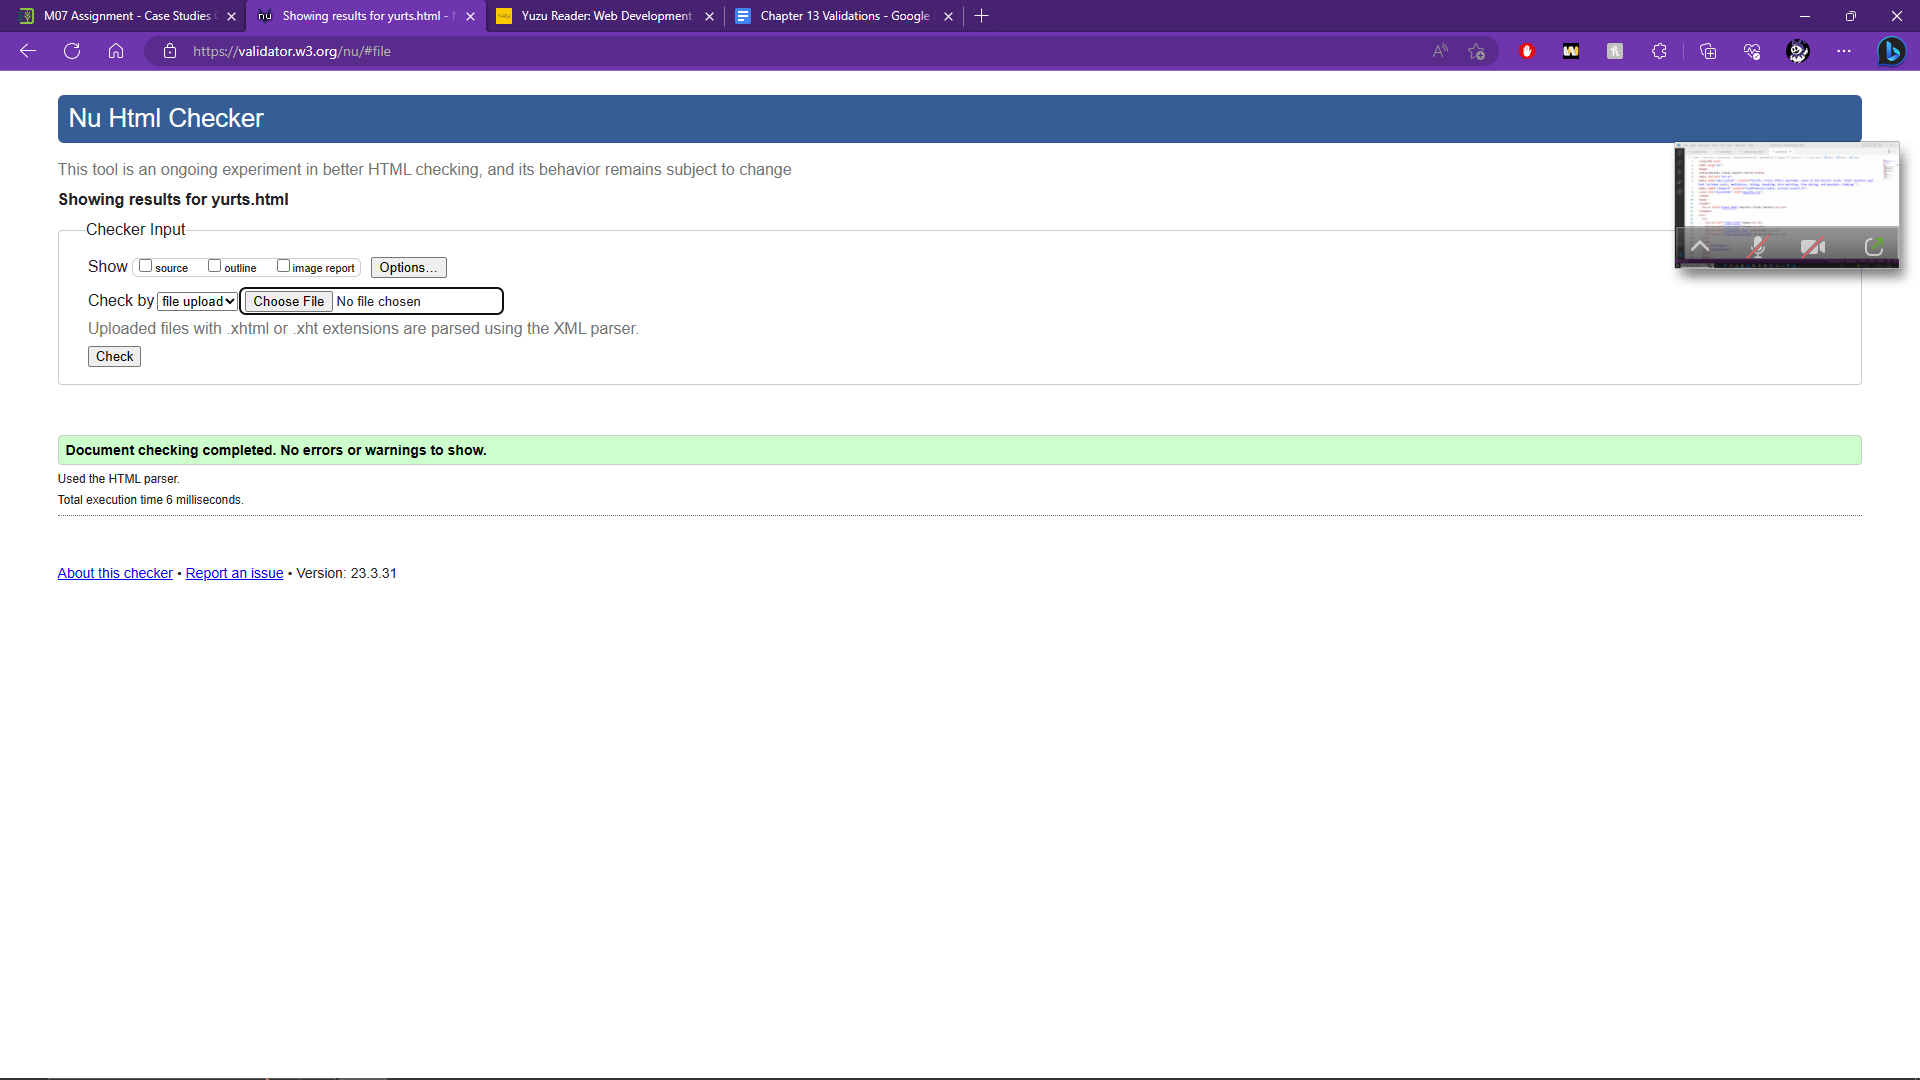 M07 Assignment - Case Studies
Showing results for yurts.html -
Yuzu Reader: Web Development
Chapter 13 Validations - Google
https://validator.w3.org/nu/#file
Nu Html Checker
This tool is an ongoing experiment in better HTML checking, and its behavior remains subject to change
Showing results for yurts.html
Checker Input
Show source outline image report Options...
Check by file upload Choose File No file chosen
Uploaded files with .xhtml or .xht extensions are parsed using the XML parser.
Check
Document checking completed. No errors or warnings to show.
Used the HTML parser.
Total execution time 6 milliseconds.
About this checker • Report an issue • Version: 23.3.31